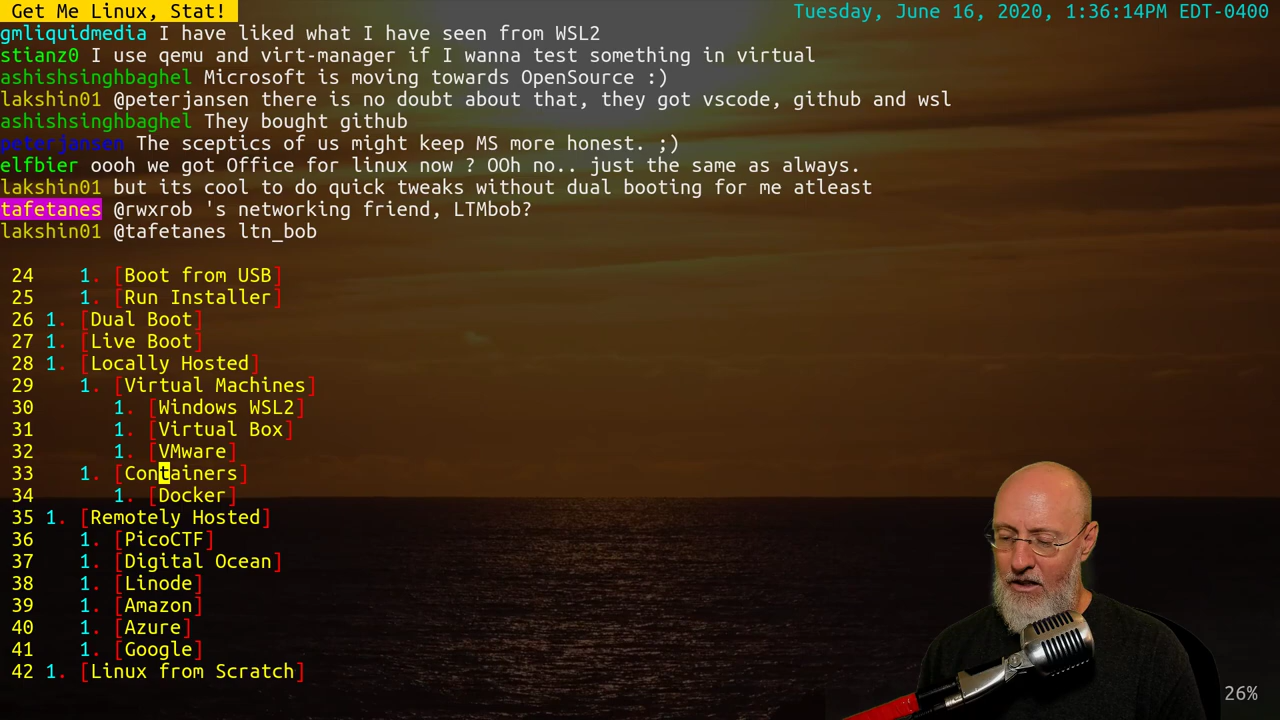 Get Me Linux, Stat!
Tuesday, June 16, 2020, 1:36:14PM EDT-0400
gmliquidmedia I have liked what I have seen from WSL2
stianz0 I use qemu and virt-manager if I wanna test something in virtual
ashishsinghbaghel Microsoft is moving towards OpenSource :)
lakshin01 @peterjansen there is no doubt about that, they got vscode, github and wsl
ashishsinghbaghel They bought github
peterjansen The sceptics of us might keep MS more honest. ;)
elfbier oooh we got Office for linux now ? OOh no.. just the same as always.
lakshin01 but its cool to do quick tweaks without dual booting for me atleast
tafetanes @rwxrob 's networking friend, LTMbob?
lakshin01 @tafetanes ltn_bob
24 1. [Boot from USB]
25 1. [Run Installer]
26 1. [Dual Boot]
27 1. [Live Boot]
28 1. [Locally Hosted]
29 1. [Virtual Machines]
30 1. [Windows WSL2]
31 1. [Virtual Box]
32 1. [VMware]
33 1. [Containers]
34 1. [Docker]
35 1. [Remotely Hosted]
36 1. [PicoCTF]
37 1. [Digital Ocean]
38 1. [Linode]
39 1. [Amazon]
40 1. [Azure]
41 1. [Google]
42 1. [Linux from Scratch]
26%